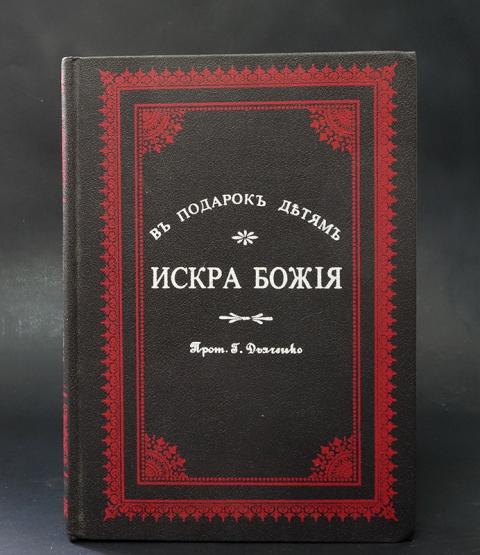 ВЪ ПОДАРОКЪ ДѢТЯМЪ
ИСКРА БОЖІЯ
Прот. Г. Дьяченко